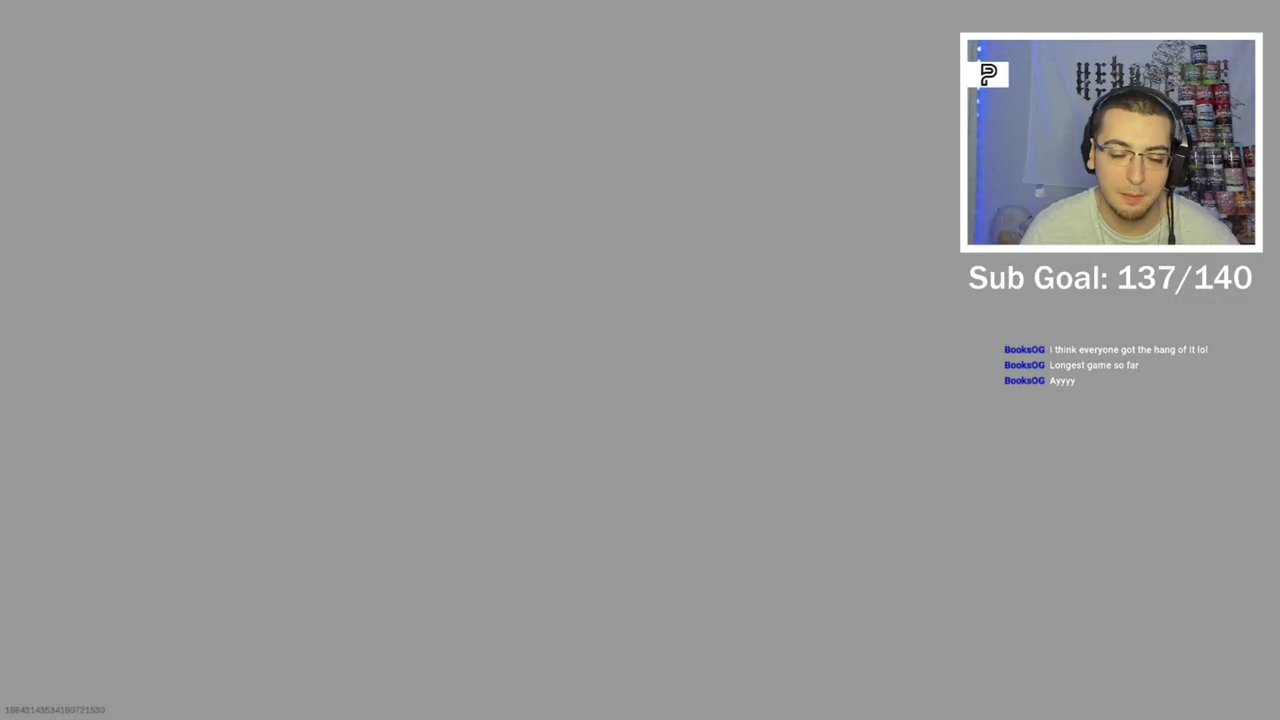 Sub Goal: 137/140
BooksOG i think everyone got the hang of it lol
BooksOG Longest game so far
BooksOG Ayyyy